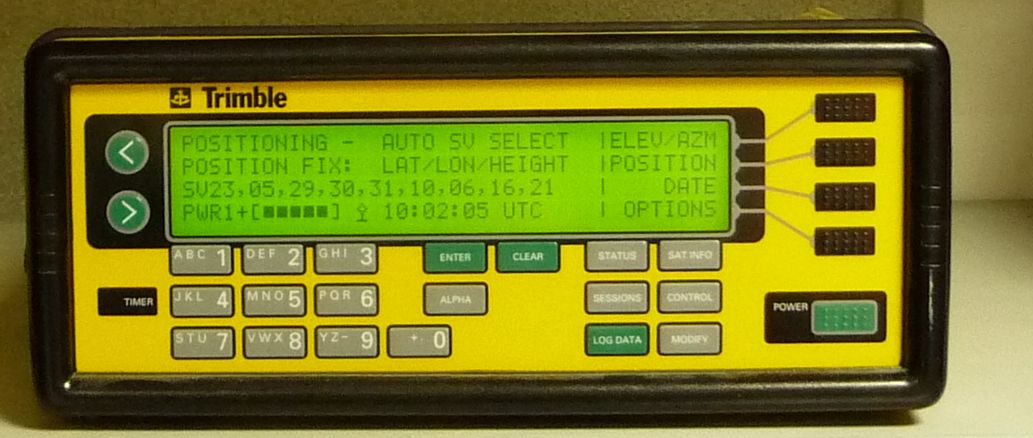 Trimble
POSITIONING - AUTO SV SELECT |ELEV/AZM
POSITION FIX: LAT/LON/HEIGHT |POSITION
SV23,05,29,30,31,10,06,16,21 | DATE
PWR1+[■■■■■] 10:02:05 UTC | OPTIONS
ABC 1 DEF 2 GHI 3 ENTER CLEAR STATUS SAT INFO
TIMER JKL 4 MNO 5 PQR 6 ALPHA SESSIONS CONTROL POWER
STU 7 VWX 8 YZ- 9 +. 0 LOG DATA MODIFY